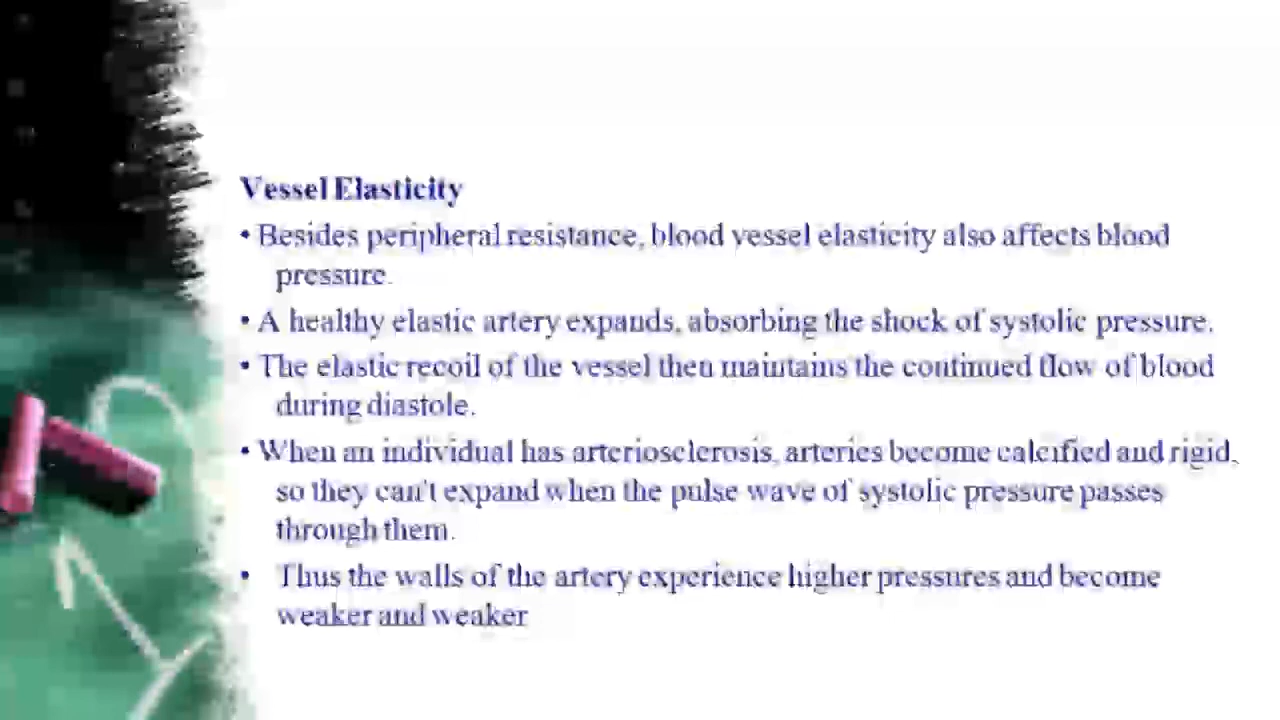 Vessel Elasticity
• Besides peripheral resistance, blood vessel elasticity also affects blood
pressure.
• A healthy elastic artery expands, absorbing the shock of systolic pressure.
• The elastic recoil of the vessel then maintains the continued flow of blood
during diastole.
• When an individual has arteriosclerosis, arteries become calcified and rigid,
so they can't expand when the pulse wave of systolic pressure passes
through them.
• Thus the walls of the artery experience higher pressures and become
weaker and weaker